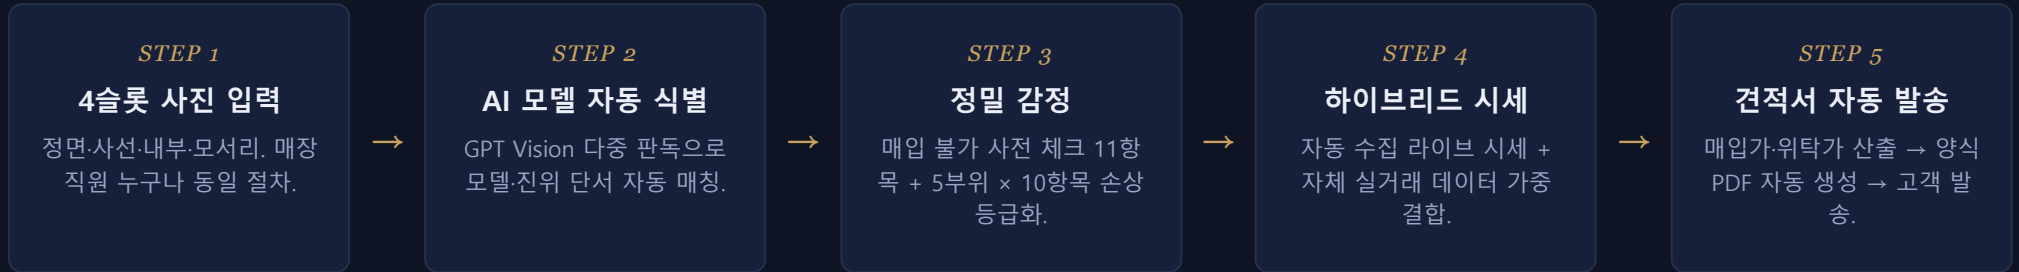 STEP 1
4슬롯 사진 입력
정면·사선·내부·모서리. 매장
직원 누구나 동일 절차.
→
STEP 2
AI 모델 자동 식별
GPT Vision 다중 판독으로
모델·진위 단서 자동 매칭.
→
STEP 3
정밀 감정
매입 불가 사전 체크 11항
목 + 5부위 × 10항목 손상
등급화.
→
STEP 4
하이브리드 시세
자동 수집 라이브 시세 +
자체 실거래 데이터 가중
결합.
→
STEP 5
견적서 자동 발송
매입가·위탁가 산출 → 양식
PDF 자동 생성 → 고객 발
송.